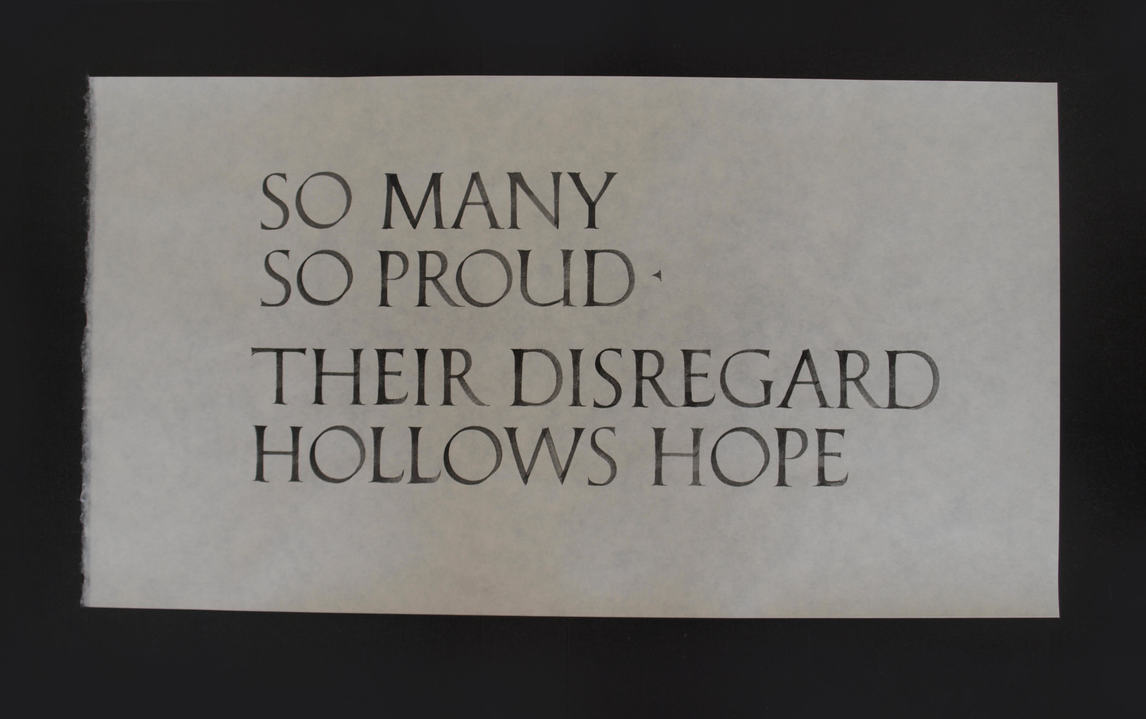 SO MANY
SO PROUD ·
THEIR DISREGARD
HOLLOWS HOPE